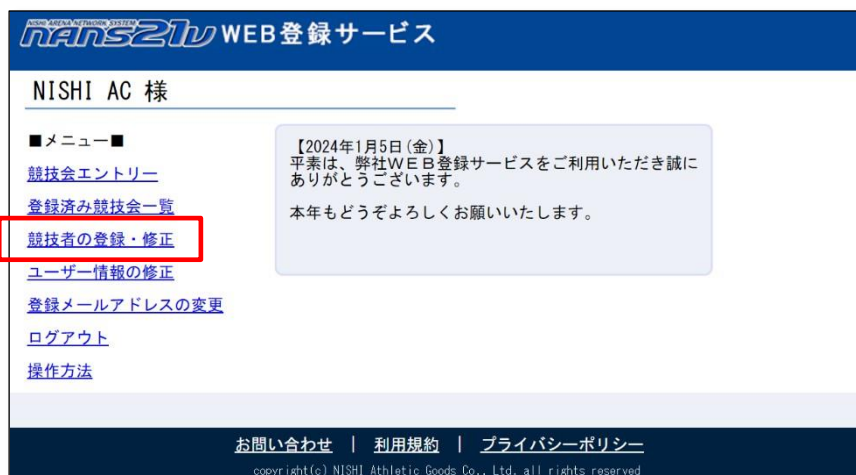 NISHI ARENA NETWORK SYSTEM
nans21v WEB登録サービス
NISHI AC 様
■メニュー■
競技会エントリー
登録済み競技会一覧
競技者の登録・修正
ユーザー情報の修正
登録メールアドレスの変更
ログアウト
操作方法
【2024年1月5日(金)】
平素は、弊社WEB登録サービスをご利用いただき誠に
ありがとうございます。
本年もどうぞよろしくお願いいたします。
お問い合わせ | 利用規約 | プライバシーポリシー
copyright(c) NISHI Athletic Goods Co., Ltd. all rights reserved